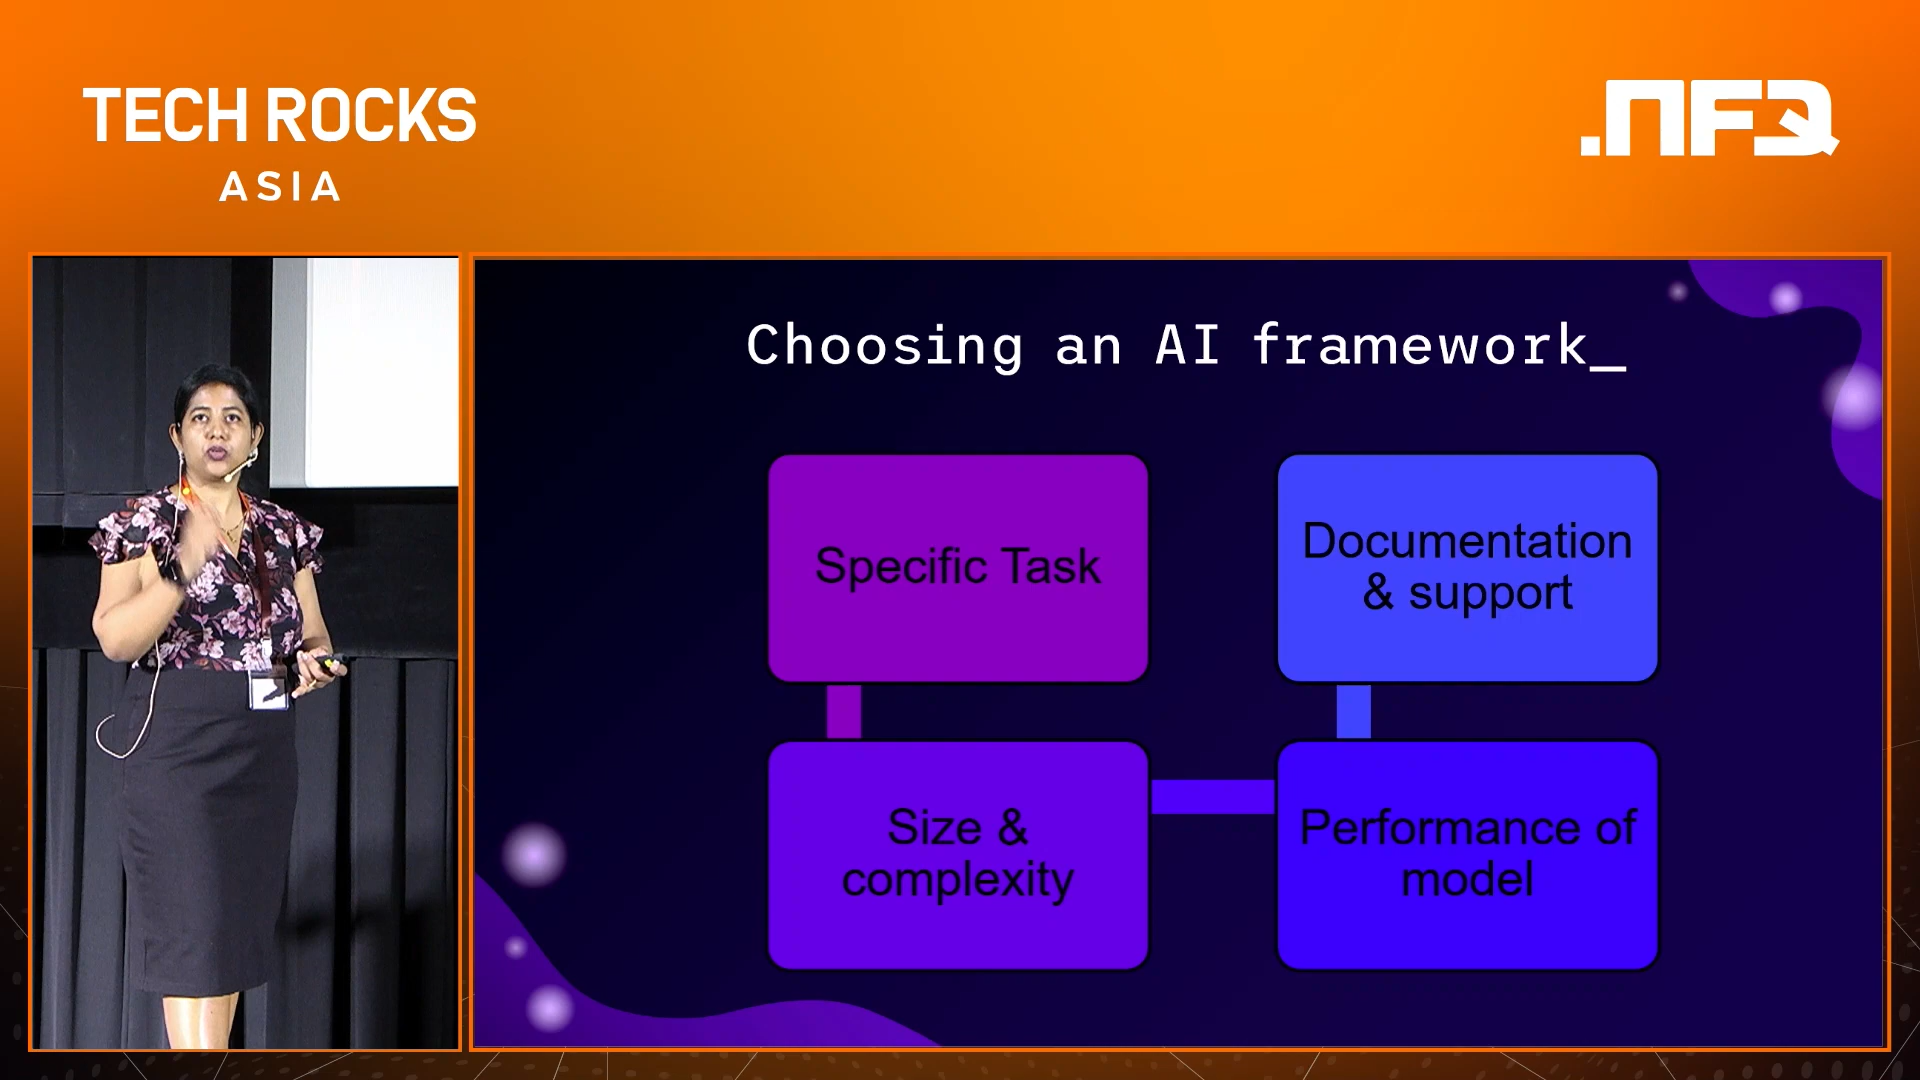 TECH ROCKS
ASIA
.NFQ
Choosing an AI framework_
Specific Task
Documentation
& support
Size &
complexity
Performance of
model